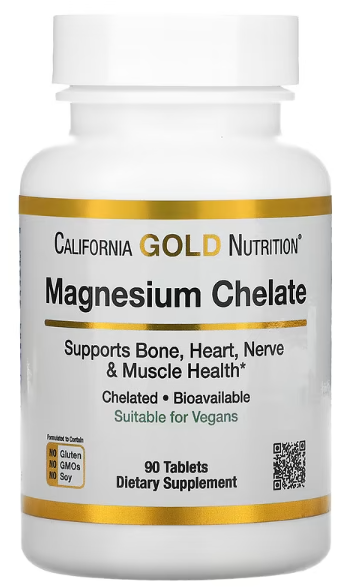 CALIFORNIA GOLD NUTRITION®
Magnesium Chelate
Supports Bone, Heart, Nerve
& Muscle Health*
Chelated • Bioavailable
Suitable for Vegans
Formulated to Contain
NO Gluten
NO GMOs
NO Soy
90 Tablets
Dietary Supplement